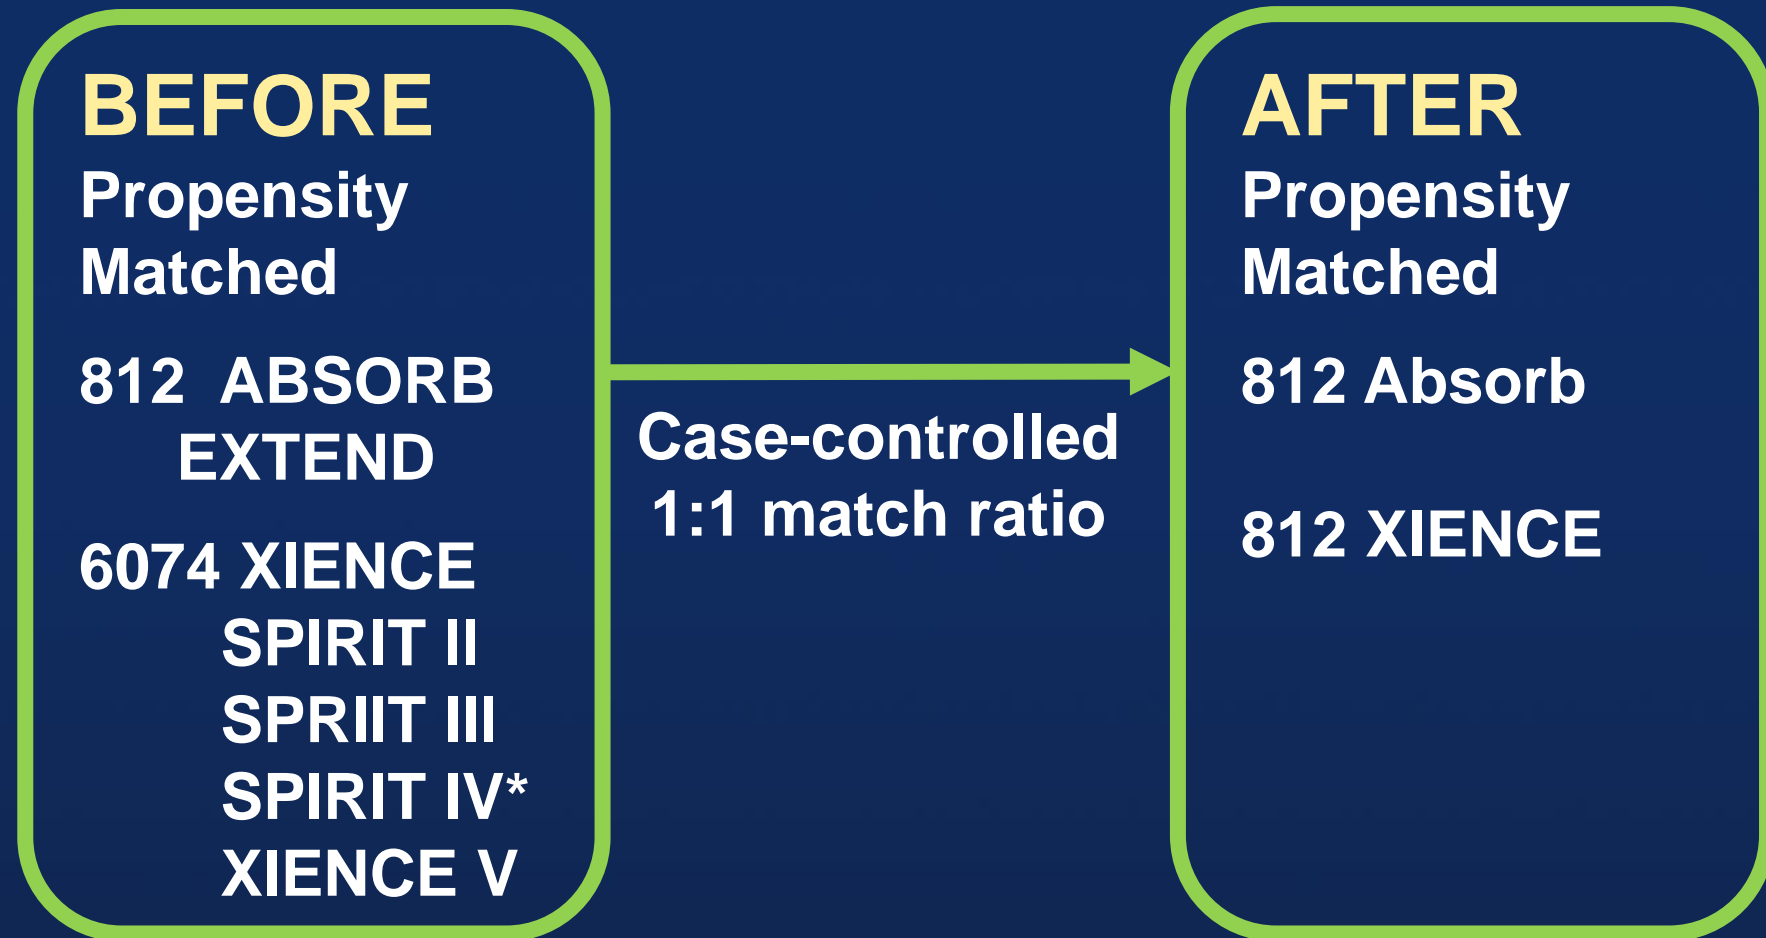 BEFORE
Propensity
Matched
812 ABSORB
EXTEND
6074 XIENCE
SPIRIT II
SPRIIT III
SPIRIT IV*
XIENCE V
Case-controlled
1:1 match ratio
AFTER
Propensity
Matched
812 Absorb
812 XIENCE